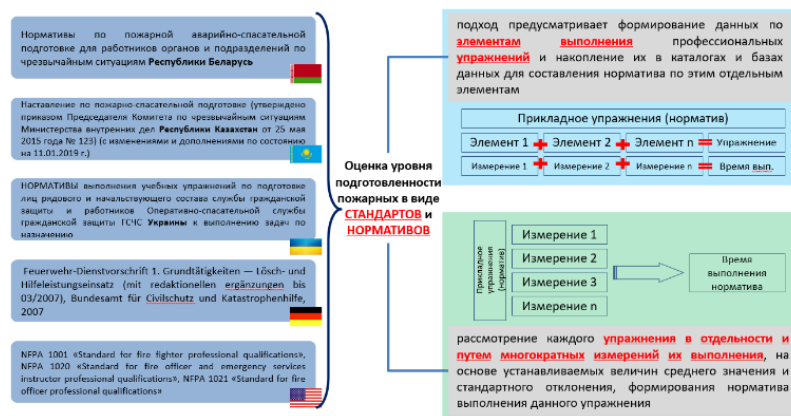 Нормативы по пожарной аварийно-спасательной
подготовке для работников органов и подразделений по
чрезвычайным ситуациям Республики Беларусь
Наставление по пожарно-спасательной подготовке (утверждено
приказом Председателя Комитета по чрезвычайным ситуациям
Министерства внутренних дел Республики Казахстан от 25 мая
2015 года № 123) (с изменениями и дополнениями по состоянию
на 11.01.2019 г.)
НОРМАТИВЫ выполнения учебных упражнений по подготовке
лиц рядового и начальствующего состава службы гражданской
защиты и работников Оперативно-спасательной службы
гражданской защиты ГСЧС Украины к выполнению задач по
назначению
Feuerwehr-Dienstvorschrift 1. Grundtätigkeiten — Lösch- und
Hilfeleistungseinsatz (mit redaktionellen ergänzungen bis
03/2007), Bundesamt für Civilschutz und Katastrophenhilfe,
2007
NFPA 1001 «Standard for fire fighter professional qualifications»,
NFPA 1020 «Standard for fire officer and emergency services
instructor professional qualifications», NFPA 1021 «Standard for fire
officer professional qualifications»
Оценка уровня
подготовленности
пожарных в виде
СТАНДАРТОВ и
НОРМАТИВОВ
подход предусматривает формирование данных по
элементам выполнения профессиональных
упражнений и накопление их в каталогах и базах
данных для составления норматива по этим отдельным
элементам
Прикладное упражнения (норматив)
Элемент 1 + Элемент 2 + Элемент n = Упражнение
Измерение 1 + Измерение 2 + Измерение n = Время вып.
Прикладное
упражнения
(норматив)
Измерение 1
Измерение 2
Измерение 3
Измерение n
Время
выполнения
норматива
рассмотрение каждого упражнения в отдельности и
путем многократных измерений их выполнения, на
основе устанавливаемых величин среднего значения и
стандартного отклонения, формирования норматива
выполнения данного упражнения